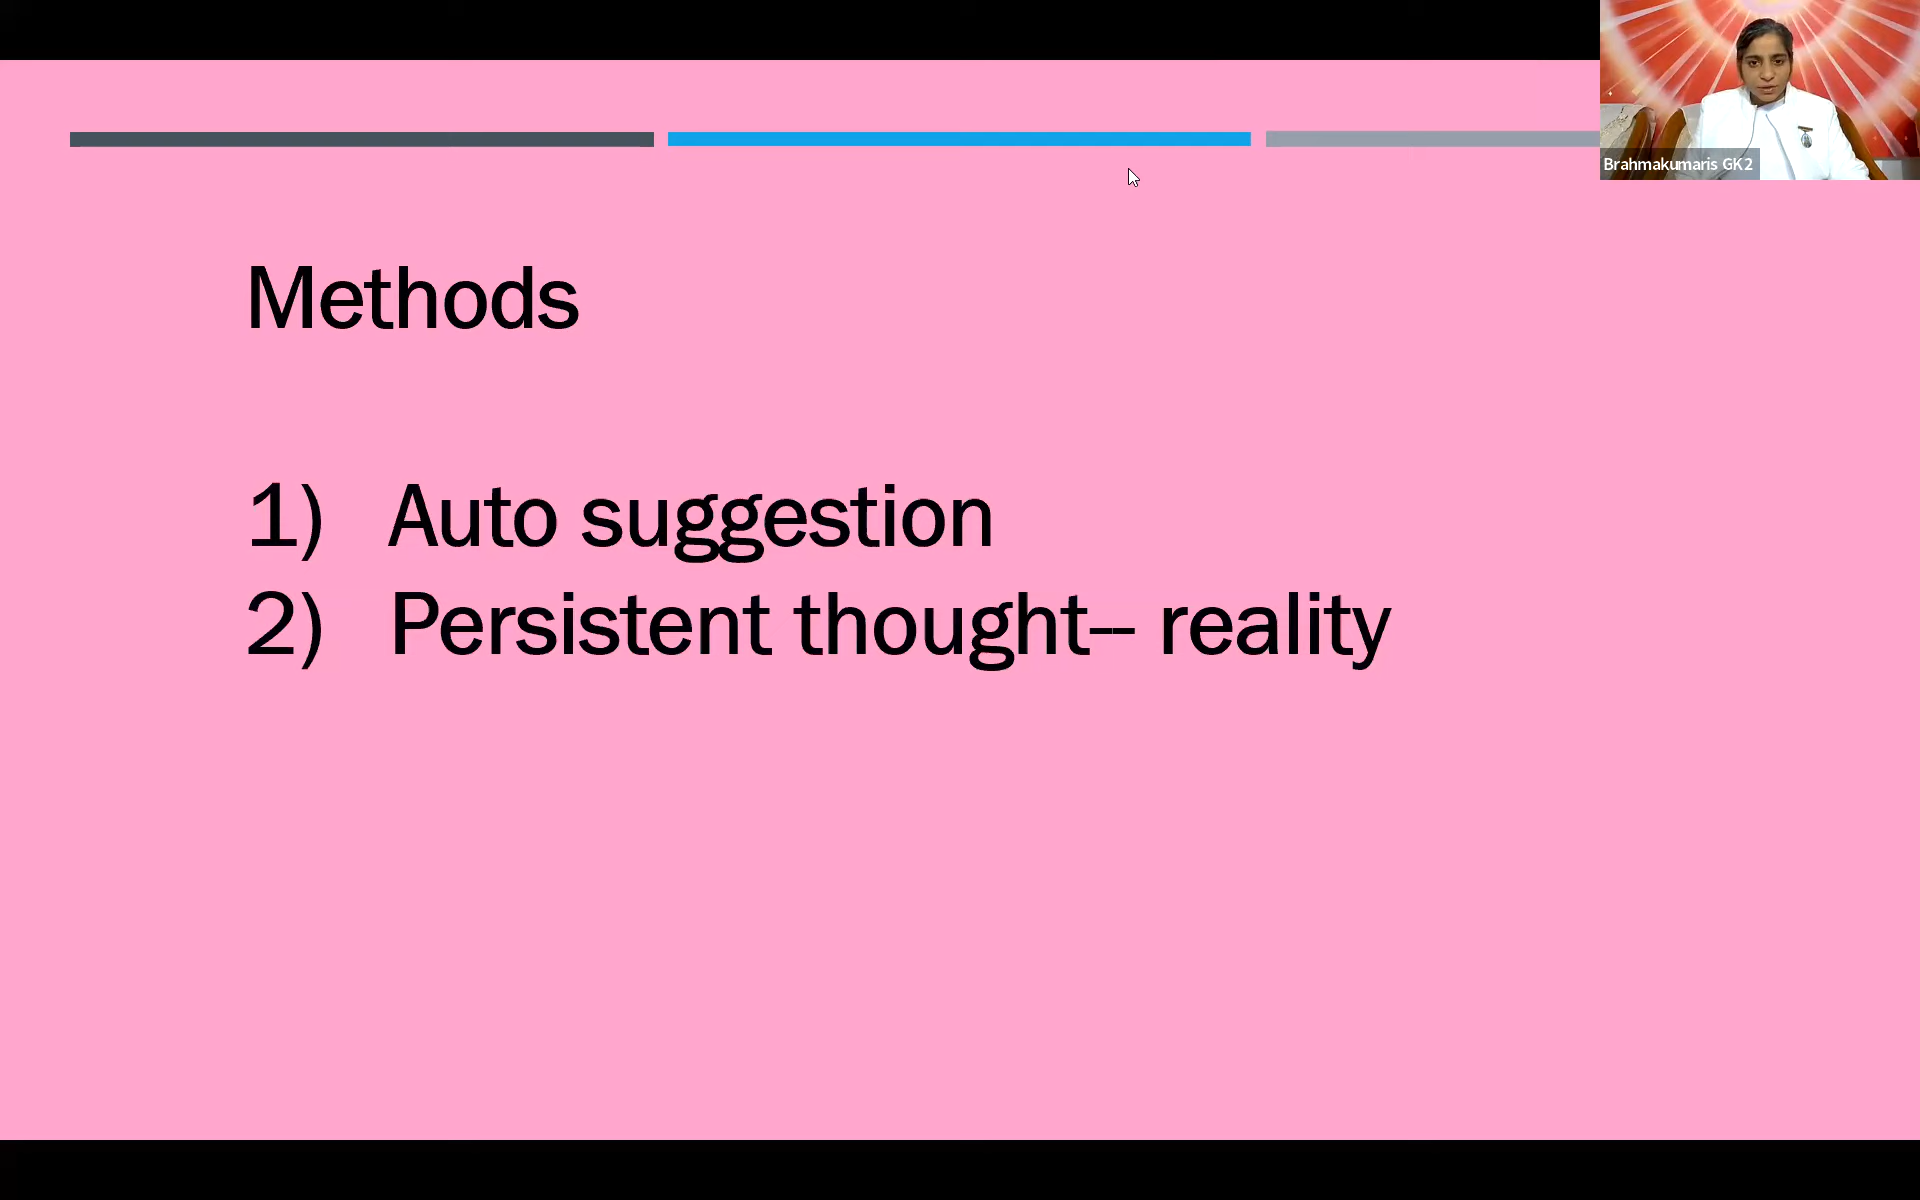 Brahmakumaris GK2
Methods
1) Auto suggestion
2) Persistent thought-- reality